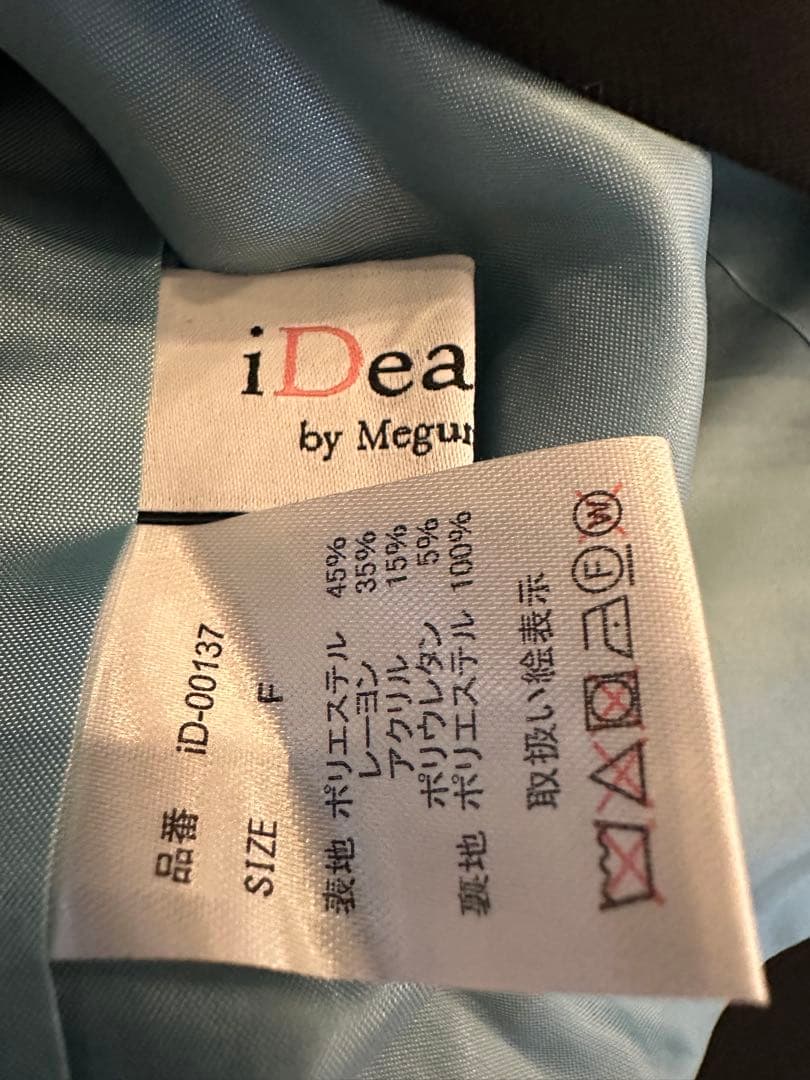 iDea
by Megu
品番 iD-00137
SIZE F
表地 ポリエステル 45%
レーヨン 35%
アクリル 15%
ポリウレタン 5%
裏地 ポリエステル 100%
取扱い絵表示
F W